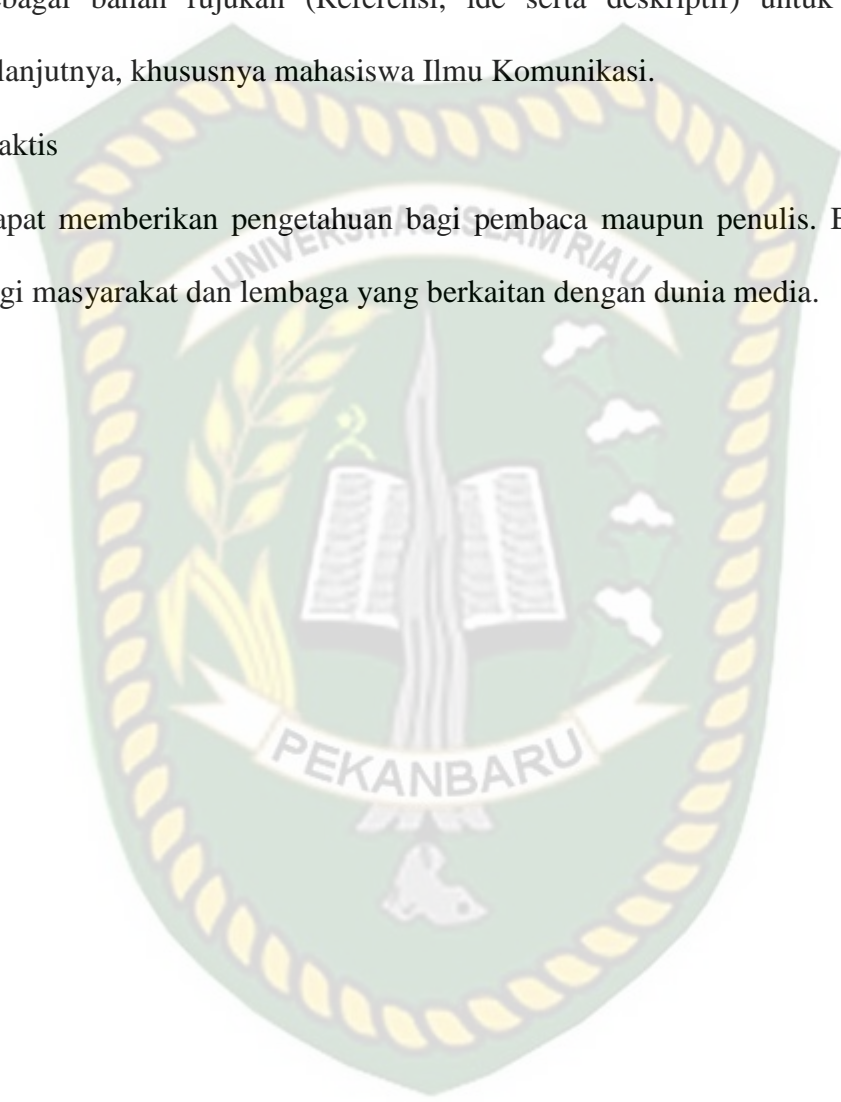 ebagai bahan rujukan (Referensi, ide serta deskriptif) untuk
lanjutnya, khususnya mahasiswa Ilmu Komunikasi.
aktis
apat memberikan pengetahuan bagi pembaca maupun penulis. B
gi masyarakat dan lembaga yang berkaitan dengan dunia media.
UNIVERSITAS ISLAM RIAU
PEKANBARU